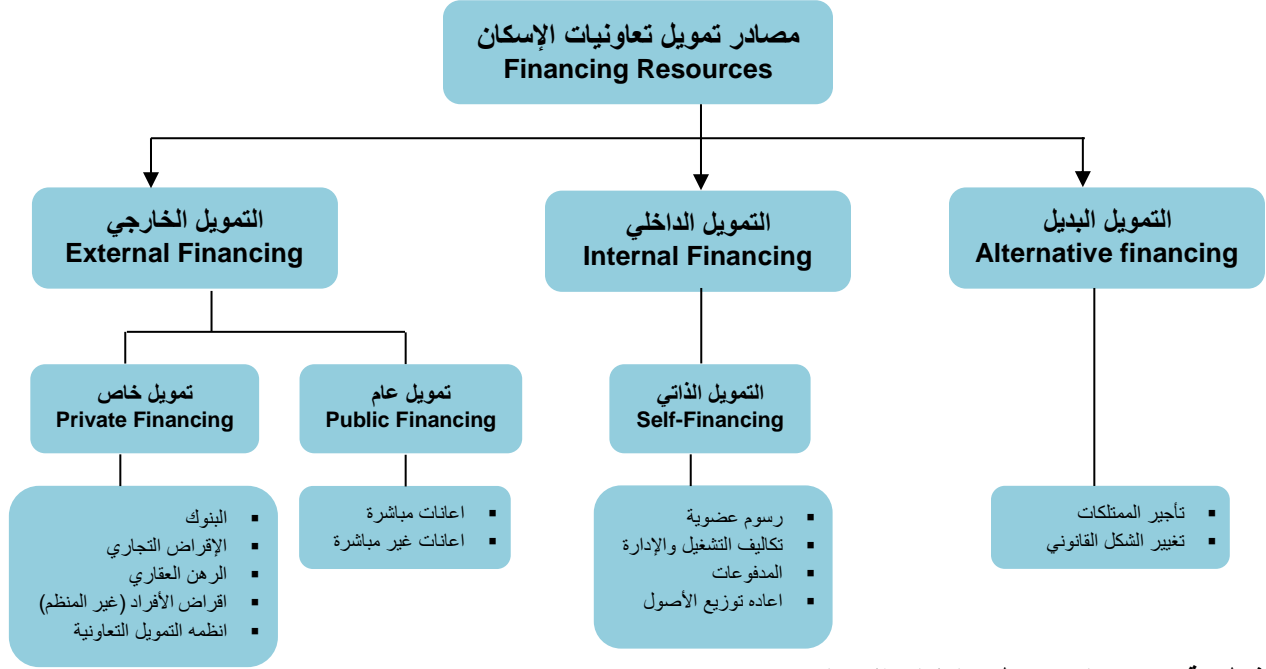 مصادر تمويل تعاونيات الإسكان
Financing Resources
التمويل البديل
Alternative financing
التمويل الداخلي
Internal Financing
التمويل الخارجي
External Financing
التمويل الذاتي
Self-Financing
تمويل عام
Public Financing
تمويل خاص
Private Financing
▪ تأجير الممتلكات
▪ تغيير الشكل القانوني
▪ رسوم عضوية
▪ تكاليف التشغيل والإدارة
▪ المدفوعات
▪ اعاده توزيع الأصول
▪ اعانات مباشرة
▪ اعانات غير مباشرة
▪ البنوك
▪ الإقراض التجاري
▪ الرهن العقاري
▪ اقراض الأفراد (غير المنظم)
▪ انظمه التمويل التعاونية